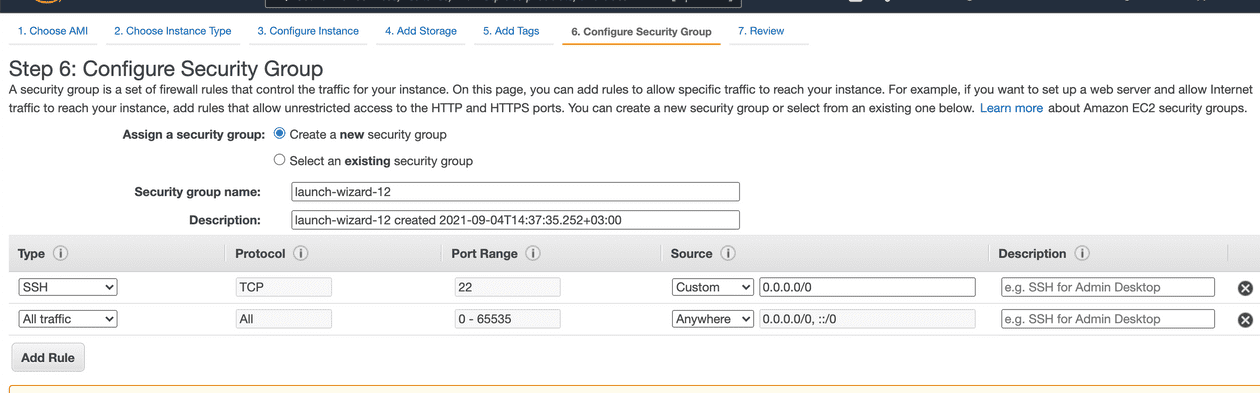 1. Choose AMI 2. Choose Instance Type 3. Configure Instance 4. Add Storage 5. Add Tags 6. Configure Security Group 7. Review
Step 6: Configure Security Group
A security group is a set of firewall rules that control the traffic for your instance. On this page, you can add rules to allow specific traffic to reach your instance. For example, if you want to set up a web server and allow Internet
traffic to reach your instance, add rules that allow unrestricted access to the HTTP and HTTPS ports. You can create a new security group or select from an existing one below. Learn more about Amazon EC2 security groups.
Assign a security group: Create a new security group
Select an existing security group
Security group name: launch-wizard-12
Description: launch-wizard-12 created 2021-09-04T14:37:35.252+03:00
Type i Protocol i Port Range i Source i Description i
SSH TCP 22 Custom 0.0.0.0/0 e.g. SSH for Admin Desktop
All traffic All 0 - 65535 Anywhere 0.0.0.0/0, ::/0 e.g. SSH for Admin Desktop
Add Rule